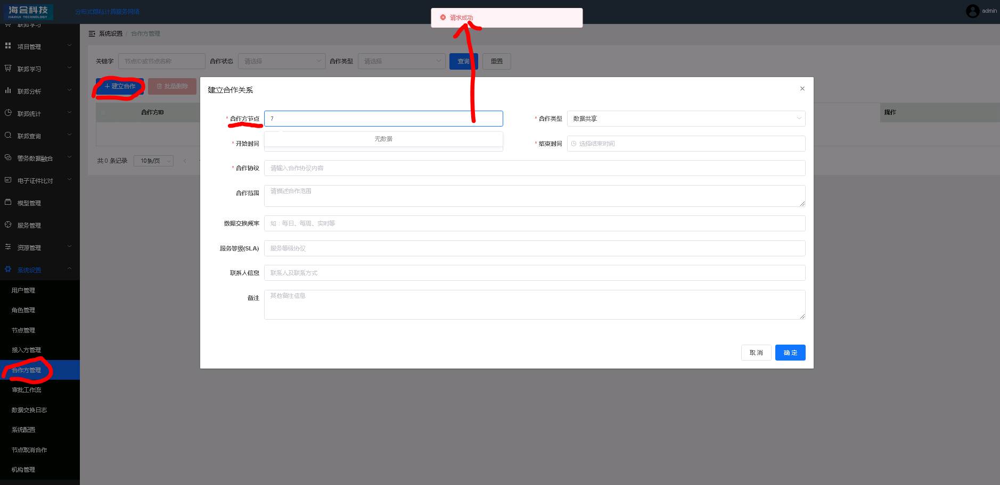 海会科技
HAIHUI TECHNOLOGY
分布式隐私计算服务网络
请求成功
admin
联邦学习
项目管理
联邦学习
联邦分析
联邦统计
联邦查询
警务数据融合
电子证件比对
模型管理
服务管理
资源管理
系统设置
用户管理
角色管理
节点管理
接入方管理
合作方管理
审批工作流
数据交换日志
系统配置
节点取消合作
机构管理
系统设置 / 合作方管理
关键字 节点ID或节点名称 合作状态 请选择 合作类型 请选择 查询 重置
+ 建立合作 批量删除
合作方ID 操作
共 0 条记录 10条/页
建立合作关系
* 合作方节点 7 * 合作类型 数据共享
无数据
* 开始时间 * 结束时间 选择结束时间
* 合作协议 请输入合作协议内容
合作范围 请描述合作范围
数据交换频率 如：每日、每周、实时等
服务等级(SLA) 服务等级协议
联系人信息 联系人及联系方式
备注 其他备注信息
取消 确定